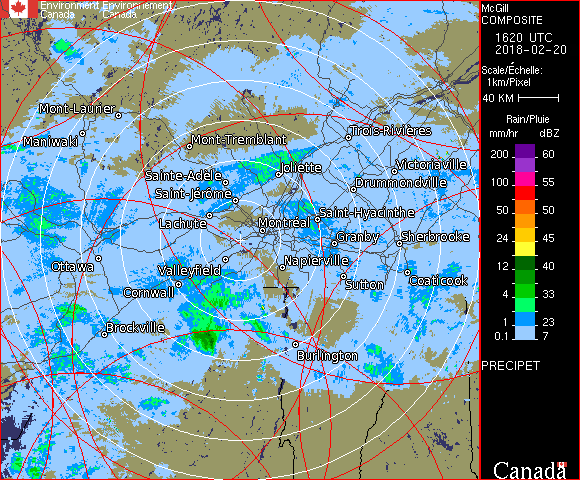 Environment Environnement
Canada Canada
McGill
COMPOSITE
1620 UTC
2018-02-20
Scale/Échelle:
1km/Pixel
40 KM
Rain/Pluie
mm/hr dBZ
200 60
100 55
50 50
24 45
12 40
4 33
1 23
0.1 7
PRECIPET
Canada
Mont-Laurier
Maniwaki
Mont-Tremblant
Trois-Rivières
Sainte-Adèle
Joliette
Victoriaville
Saint-Jérôme
Drummondville
Lachute
Montréal
Saint-Hyacinthe
Granby
Sherbrooke
Ottawa
Valleyfield
Napierville
Cornwall
Sutton
Coaticook
Brockville
Burlington